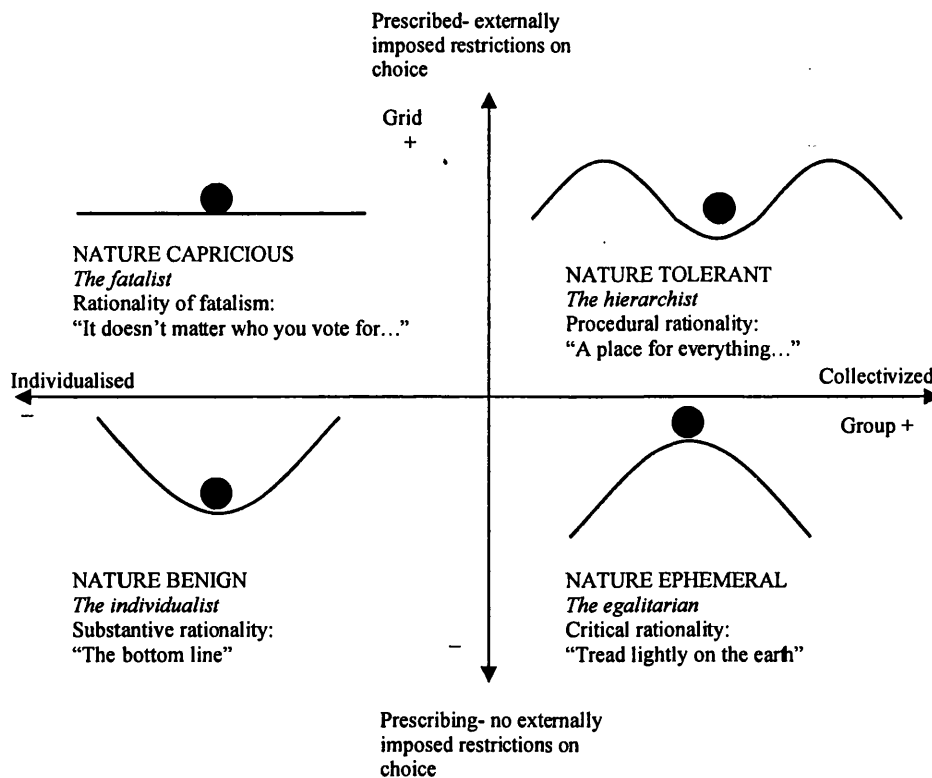 Prescribed- externally
imposed restrictions on
choice
Grid
+
NATURE CAPRICIOUS
The fatalist
Rationality of fatalism:
“It doesn’t matter who you vote for...”
NATURE TOLERANT
The hierarchist
Procedural rationality:
“A place for everything...”
Individualised
–
Collectivized
Group +
NATURE BENIGN
The individualist
Substantive rationality:
“The bottom line”
NATURE EPHEMERAL
The egalitarian
Critical rationality:
“Tread lightly on the earth”
–
Prescribing- no externally
imposed restrictions on
choice